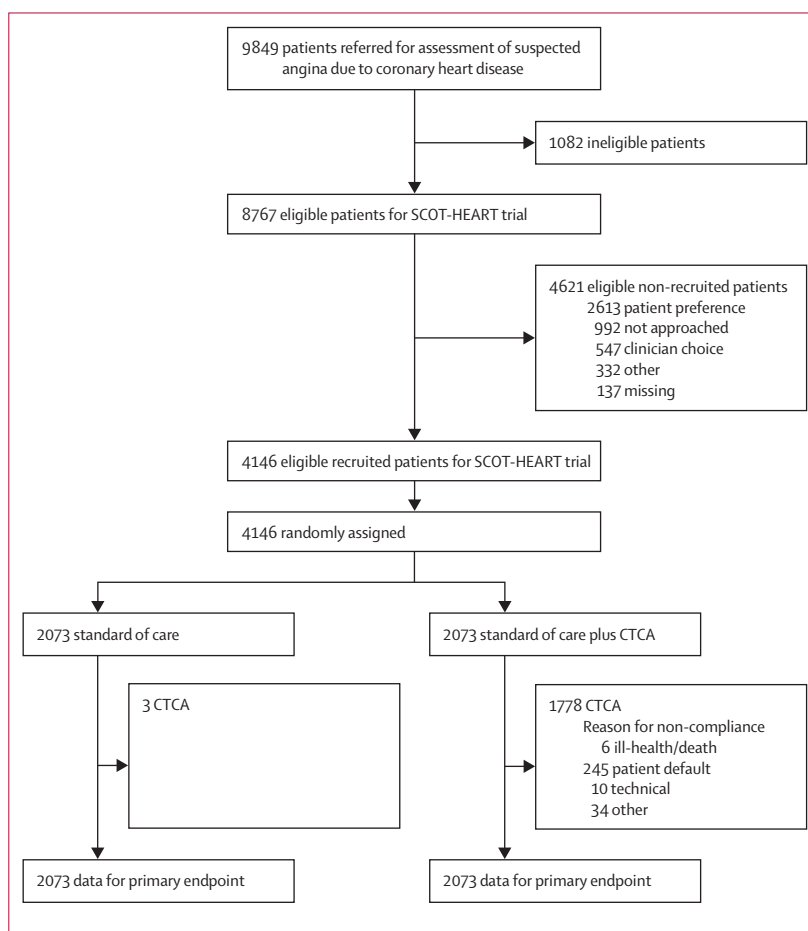 9849 patients referred for assessment of suspected
angina due to coronary heart disease
1082 ineligible patients
8767 eligible patients for SCOT-HEART trial
4621 eligible non-recruited patients
2613 patient preference
992 not approached
547 clinician choice
332 other
137 missing
4146 eligible recruited patients for SCOT-HEART trial
4146 randomly assigned
2073 standard of care
2073 standard of care plus CTCA
3 CTCA
1778 CTCA
Reason for non-compliance
6 ill-health/death
245 patient default
10 technical
34 other
2073 data for primary endpoint
2073 data for primary endpoint